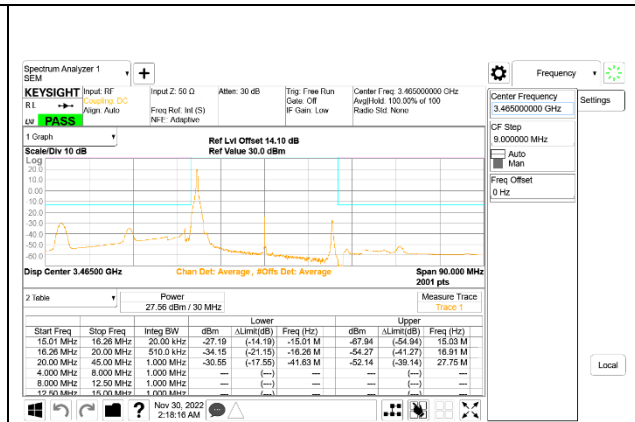 Spectrum Analyzer 1
SEM
Frequency
KEYSIGHT
Input: RF
Coupling: DC
Align: Auto
Input Z: 50 Ω
Freq Ref: Int (S)
NFE: Adaptive
Atten: 30 dB
Trig: Free Run
Gate: Off
IF Gain: Low
Center Freq: 3.465000000 GHz
Avg|Hold: 100.00% of 100
Radio Std: None
RL
PASS
Center Frequency
3.465000000 GHz
Settings
CF Step
9.000000 MHz
Auto
Man
Freq Offset
0 Hz
1 Graph
Scale/Div 10 dB
Ref Lvl Offset 14.10 dB
Ref Value 30.0 dBm
Log
20.0
10.0
0.00
-10.0
-20.0
-30.0
-40.0
-50.0
-60.0
Disp Center 3.46500 GHz
Chan Det: Average , #Offs Det: Average
Span 90.000 MHz
2001 pts
2 Table
Power
27.56 dBm / 30 MHz
Measure Trace
Trace 1
Lower Upper
Start Freq Stop Freq Integ BW dBm ΔLimit(dB) Freq (Hz) dBm ΔLimit(dB) Freq (Hz)
15.01 MHz 16.26 MHz 20.00 kHz -27.19 (-14.19) -15.01 M -67.94 (-54.94) 15.03 M
16.26 MHz 20.00 MHz 510.0 kHz -34.15 (-21.15) -16.26 M -54.27 (-41.27) 16.91 M
20.00 MHz 45.00 MHz 1.000 MHz -30.55 (-17.55) -41.63 M -52.14 (-39.14) 27.75 M
4.000 MHz 8.000 MHz 1.000 MHz --- (---) --- (---)
8.000 MHz 12.50 MHz 1.000 MHz --- (---) --- (---)
12.50 MHz 15.00 MHz 1.000 MHz --- (---) --- (---)
Local
?
Nov 30, 2022
2:18:16 AM